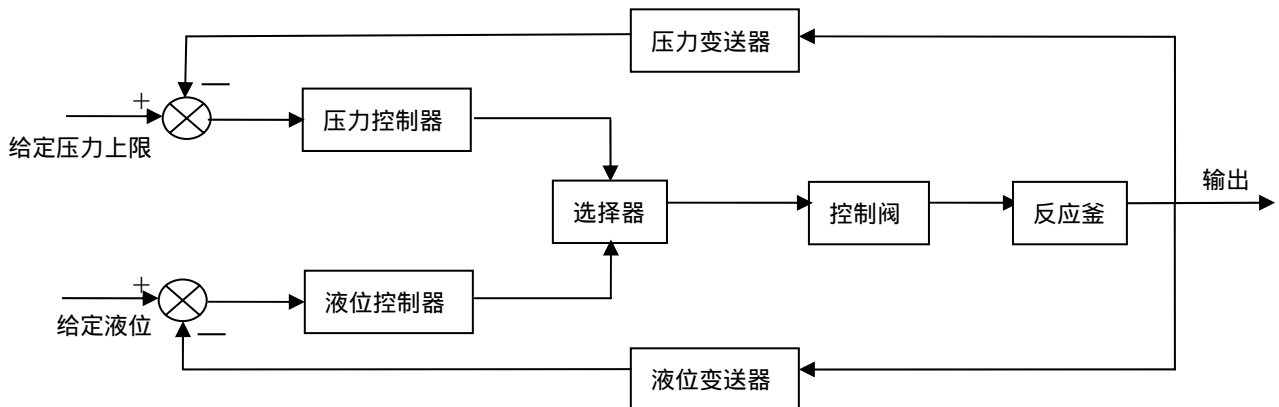 压力变送器
—
+
压力控制器
给定压力上限
输出
选择器
控制阀
反应釜
+
液位控制器
给定液位
—
液位变送器